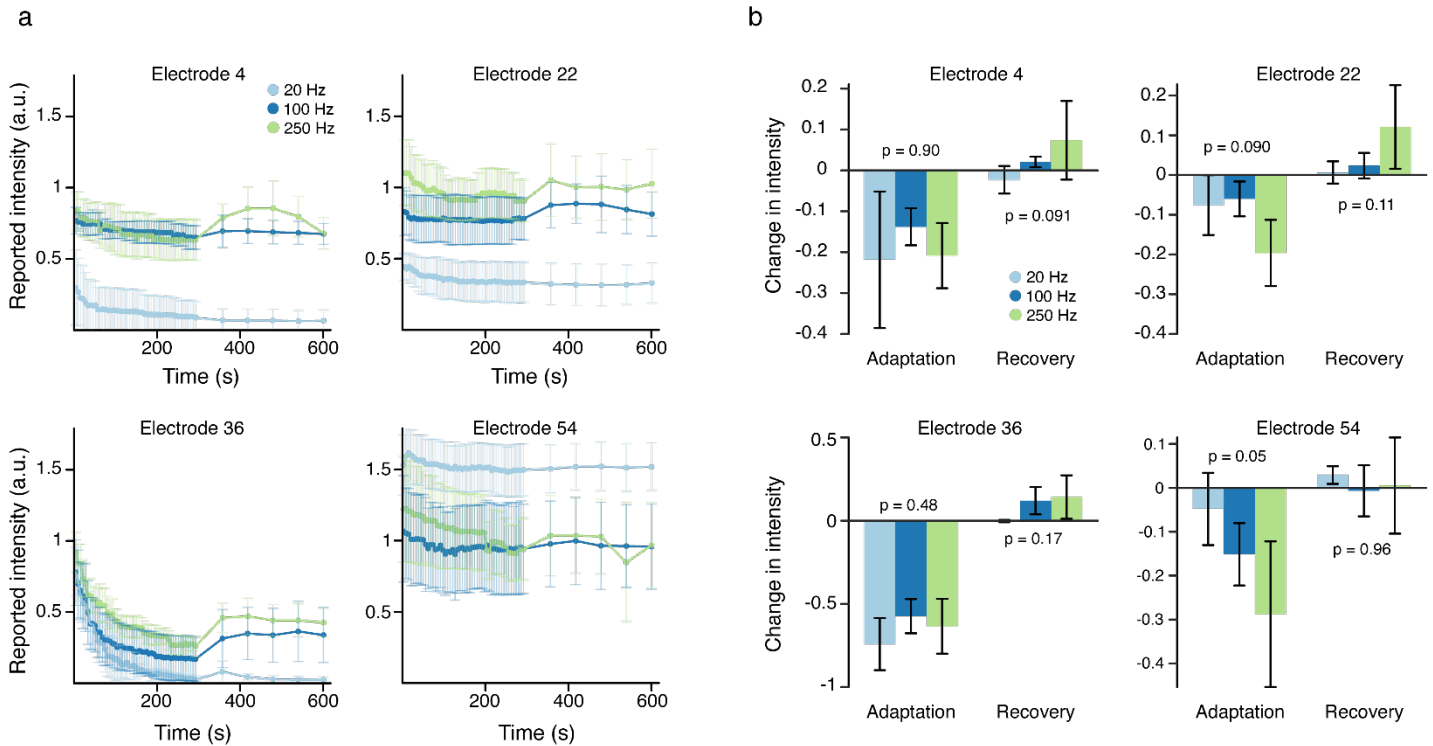 a
Electrode 4
Electrode 22
20 Hz
100 Hz
250 Hz
Reported intensity (a.u.)
1.5
1
0.5
200
400
600
Time (s)
1.5
1
0.5
200
400
600
Time (s)
Electrode 36
Electrode 54
Reported intensity (a.u.)
1.5
1
0.5
200
400
600
Time (s)
1.5
1
0.5
200
400
600
Time (s)
b
Electrode 4
Change in intensity
0.2
0.1
0
-0.1
-0.2
-0.3
-0.4
p = 0.90
p = 0.091
20 Hz
100 Hz
250 Hz
Adaptation
Recovery
Electrode 22
0.2
0.1
0
-0.1
-0.2
-0.3
-0.4
p = 0.090
p = 0.11
Adaptation
Recovery
Electrode 36
Change in intensity
0.5
0
-0.5
-1
p = 0.48
p = 0.17
Adaptation
Recovery
Electrode 54
0.1
0
-0.1
-0.2
-0.3
-0.4
p = 0.05
p = 0.96
Adaptation
Recovery